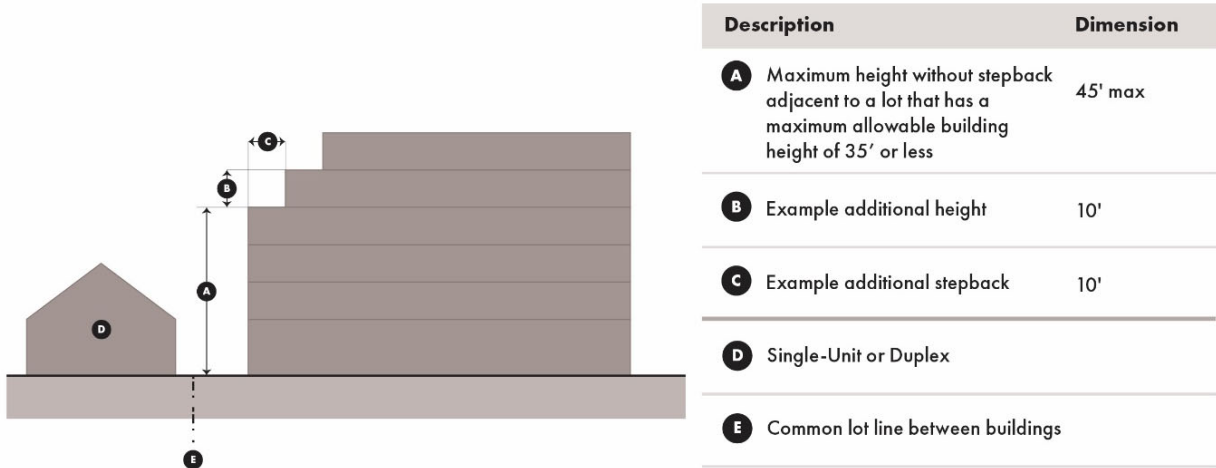 Description Dimension
A Maximum height without stepback
adjacent to a lot that has a
maximum allowable building
height of 35’ or less
45' max
B Example additional height 10'
C Example additional stepback 10'
D Single-Unit or Duplex
E Common lot line between buildings
C
B
A
D
E